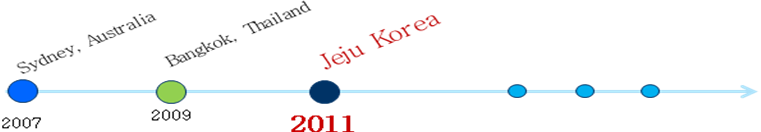 Sydney, Australia
Bangkok, Thailand
Jeju Korea
2007
2009
2011